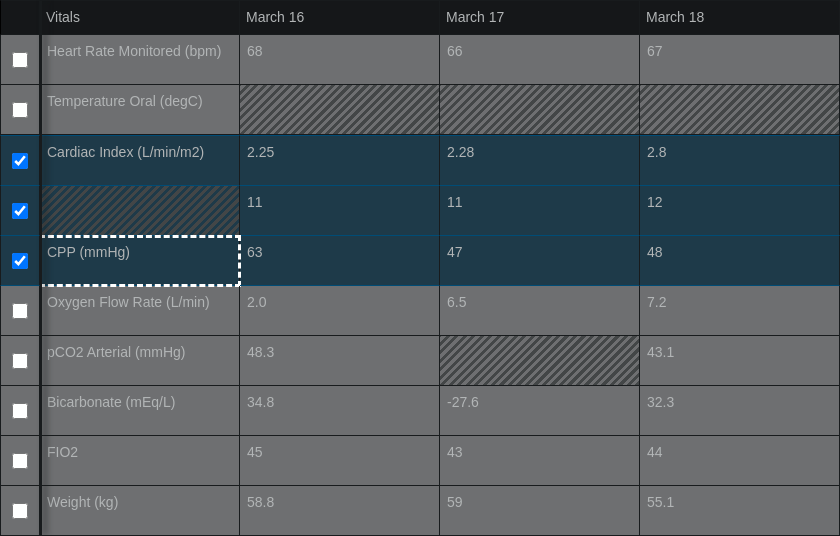 Vitals March 16 March 17 March 18
Heart Rate Monitored (bpm) 68 66 67
Temperature Oral (degC)
Cardiac Index (L/min/m2) 2.25 2.28 2.8
11 11 12
CPP (mmHg) 63 47 48
Oxygen Flow Rate (L/min) 2.0 6.5 7.2
pCO2 Arterial (mmHg) 48.3 43.1
Bicarbonate (mEq/L) 34.8 -27.6 32.3
FIO2 45 43 44
Weight (kg) 58.8 59 55.1